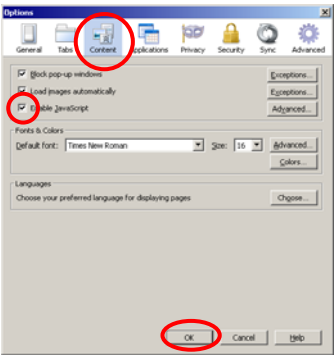 Options
General Tabs Content Applications Privacy Security Sync Advanced
Block pop-up windows Exceptions...
Load images automatically Exceptions...
Enable JavaScript Advanced...
Fonts & Colors
Default font: Times New Roman Size: 16 Advanced...
Colors...
Languages
Choose your preferred language for displaying pages Choose...
OK Cancel Help